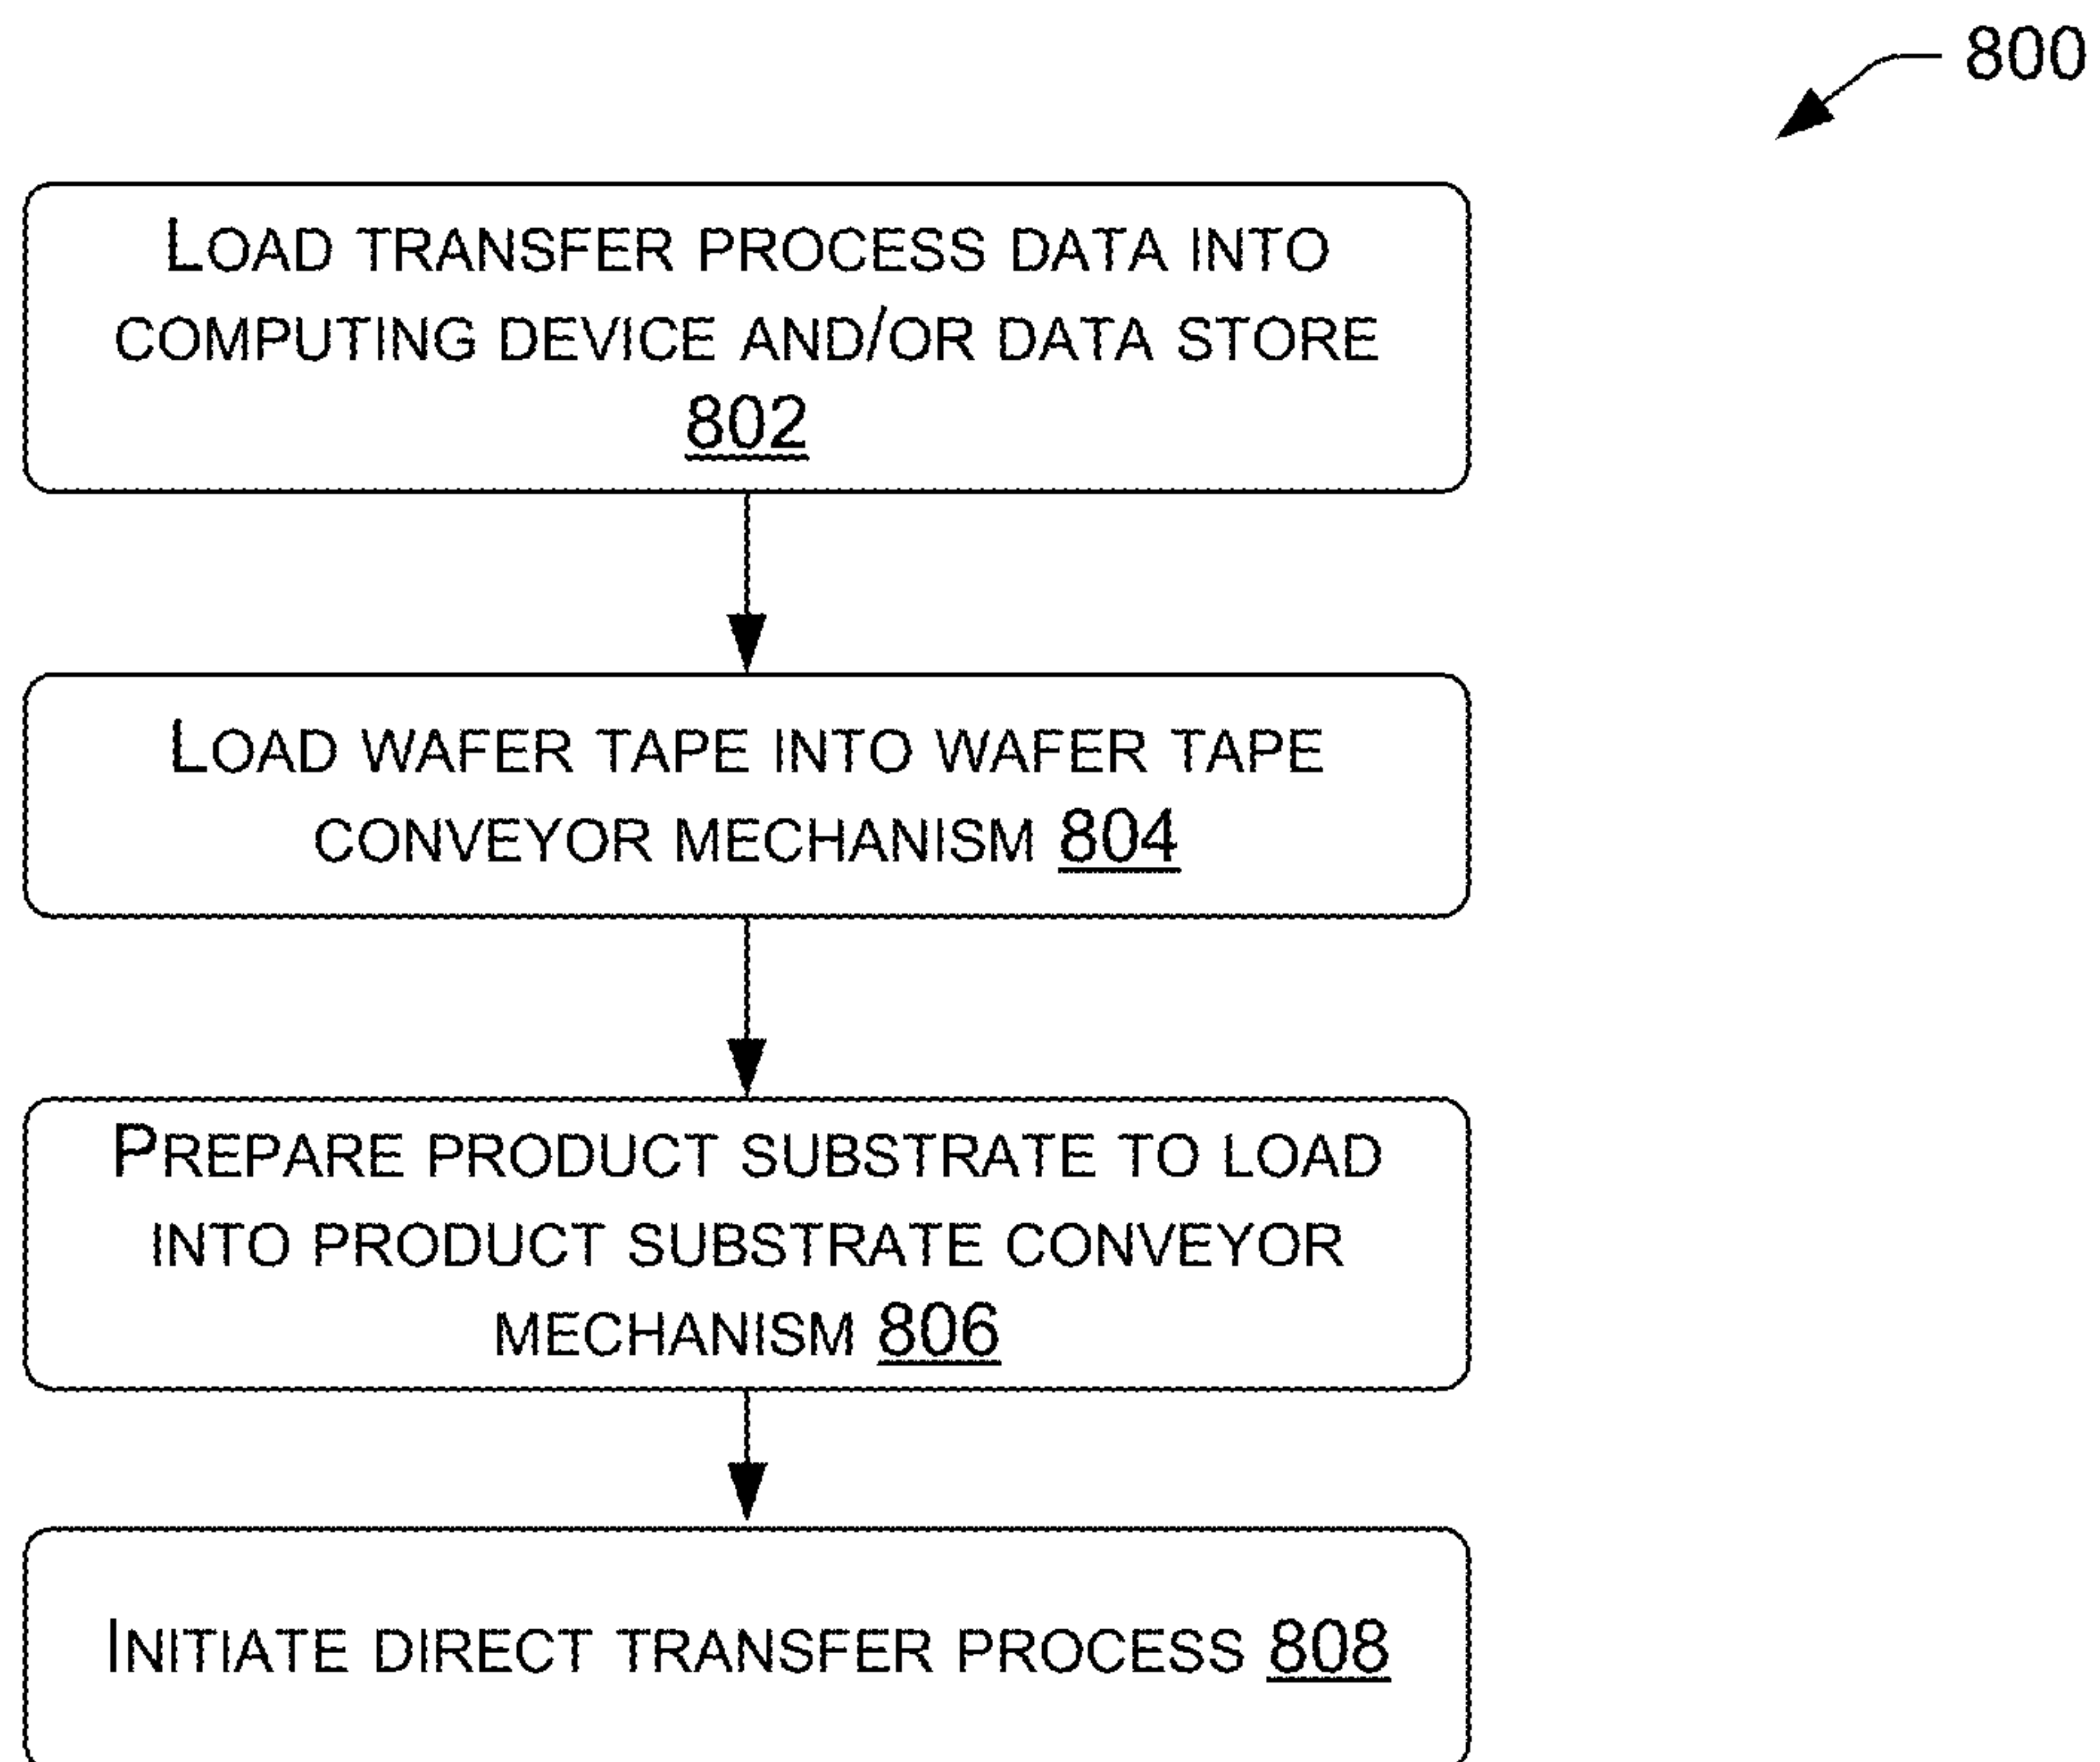 800
LOAD TRANSFER PROCESS DATA INTO
COMPUTING DEVICE AND/OR DATA STORE
802
LOAD WAFER TAPE INTO WAFER TAPE
CONVEYOR MECHANISM 804
PREPARE PRODUCT SUBSTRATE TO LOAD
INTO PRODUCT SUBSTRATE CONVEYOR
MECHANISM 806
INITIATE DIRECT TRANSFER PROCESS 808